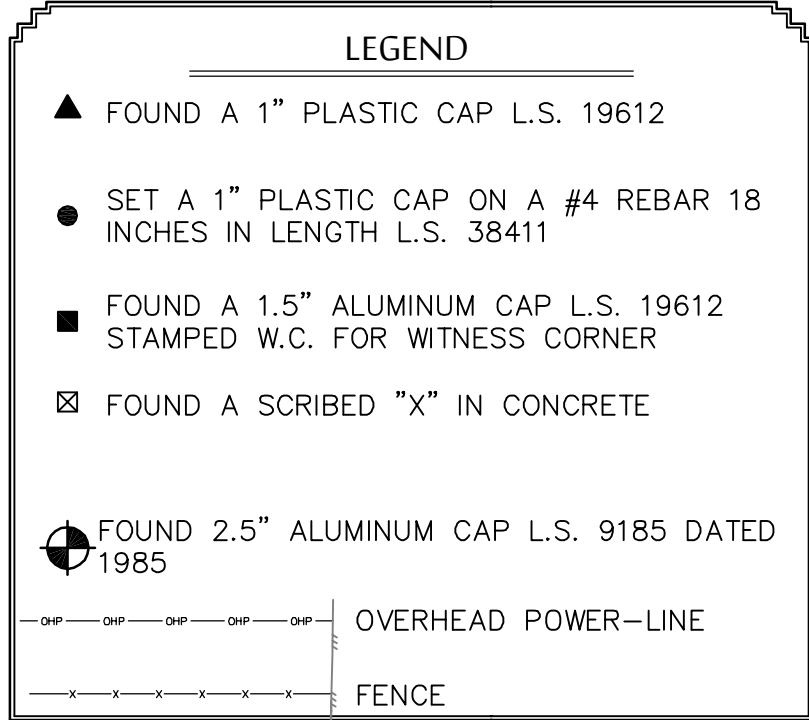 LEGEND
FOUND A 1" PLASTIC CAP L.S. 19612
SET A 1" PLASTIC CAP ON A #4 REBAR 18
INCHES IN LENGTH L.S. 38411
FOUND A 1.5" ALUMINUM CAP L.S. 19612
STAMPED W.C. FOR WITNESS CORNER
FOUND A SCRIBED "X" IN CONCRETE
FOUND 2.5" ALUMINUM CAP L.S. 9185 DATED
1985
OHP OHP OHP OHP OHP OVERHEAD POWER-LINE
X X X X X X FENCE